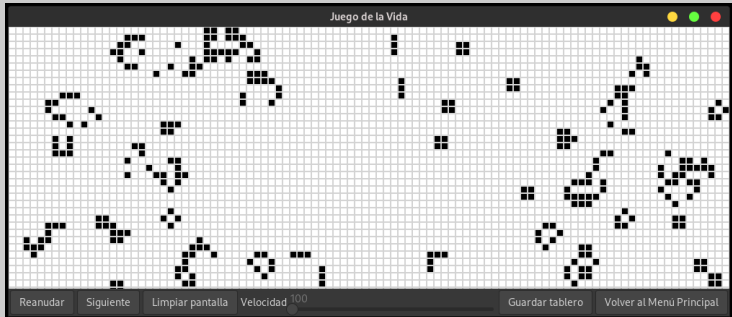 Juego de la Vida
Reanudar Siguiente Limpiar pantalla Velocidad 100 Guardar tablero Volver al Menú Principal